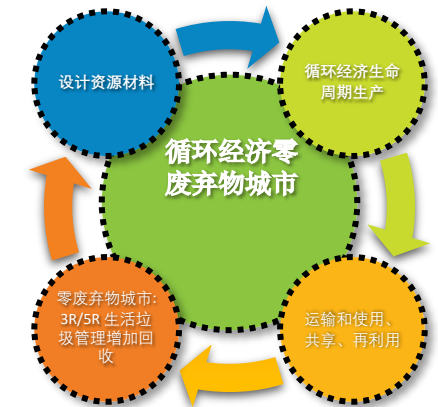 设计资源材料
循环经济生命
周期生产
循环经济零
废弃物城市
零废弃物城市:
3R/5R 生活垃
圾管理增加回
收
运输和使用、
共享、再利用